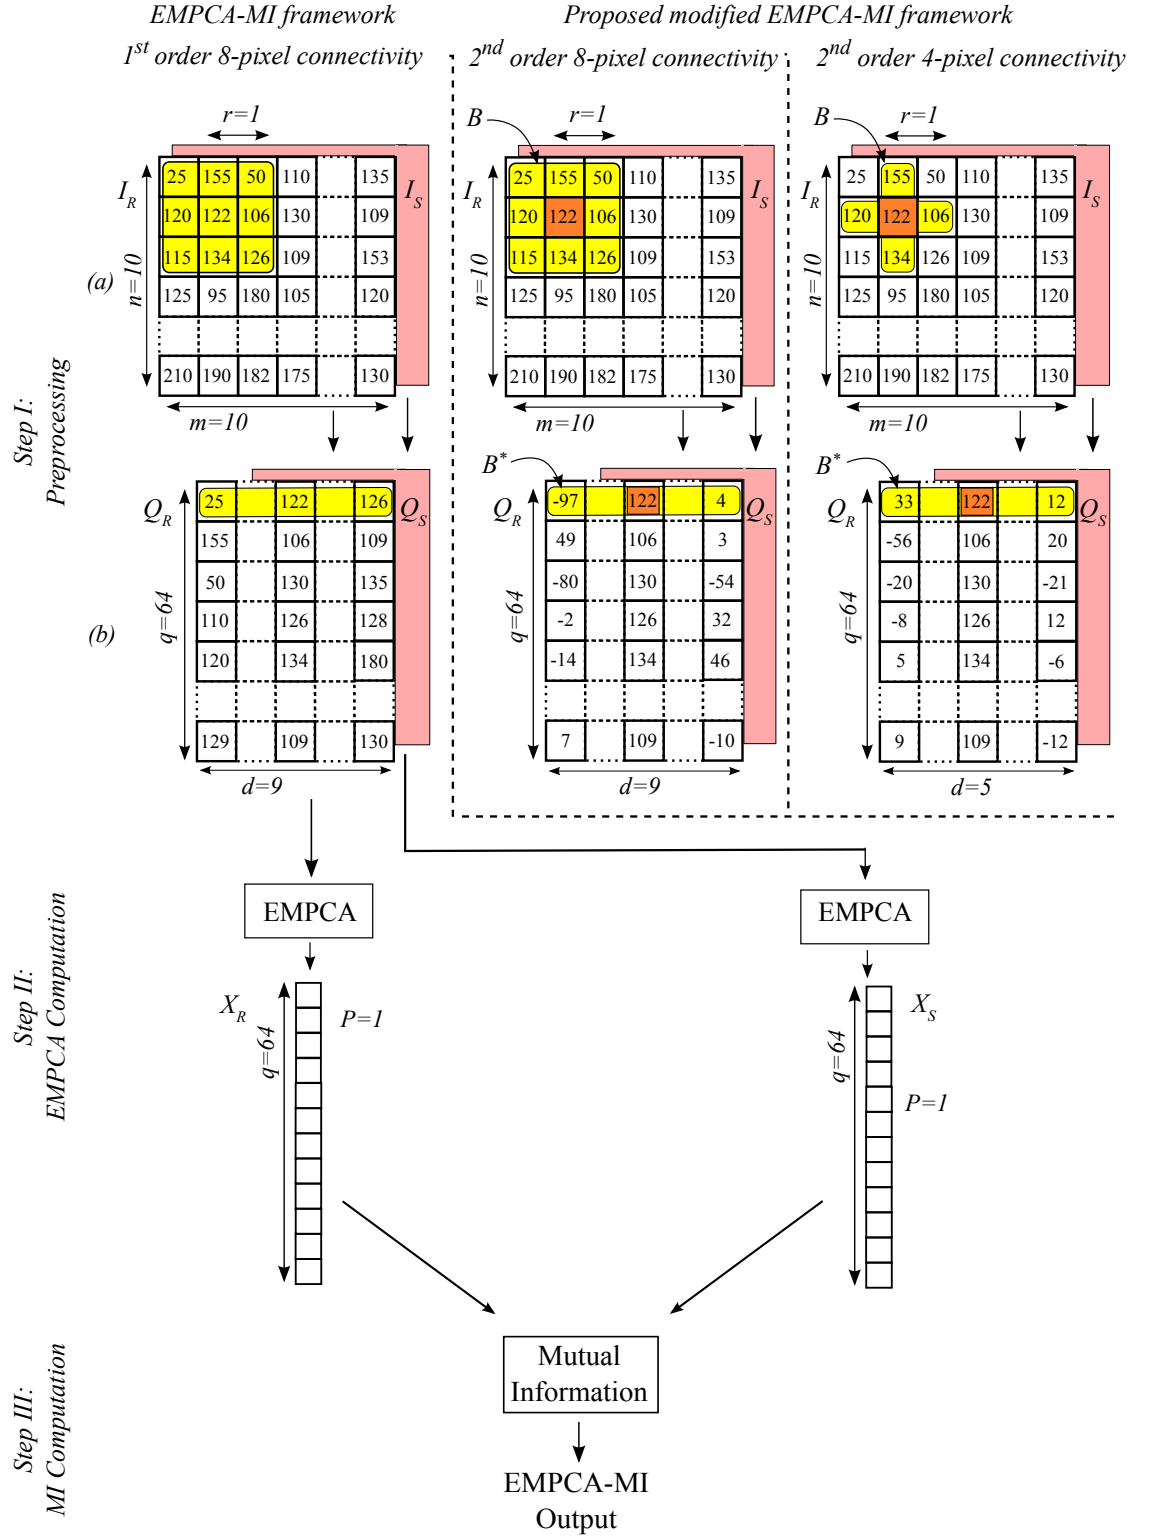 EMPCA-MI framework
Proposed modified EMPCA-MI framework
1st order 8-pixel connectivity
2nd order 8-pixel connectivity
2nd order 4-pixel connectivity
r=1
B
r=1
B
r=1
25 155 50 110 135
120 122 106 130 109
115 134 126 109 153
125 95 180 105 120
210 190 182 175 130
I_R
I_S
n=10
m=10
25 155 50 110 135
120 122 106 130 109
115 134 126 109 153
125 95 180 105 120
210 190 182 175 130
I_R
I_S
n=10
m=10
25 155 50 110 135
120 122 106 130 109
115 134 126 109 153
125 95 180 105 120
210 190 182 175 130
I_R
I_S
n=10
m=10
(a)
Step I:
Preprocessing
(b)
25 122 126
155 106 109
50 130 135
110 126 128
120 134 180
129 109 130
Q_R
Q_S
q=64
d=9
B*
-97 122 4
49 106 3
-80 130 -54
-2 126 32
-14 134 46
7 109 -10
Q_R
Q_S
q=64
d=9
B*
33 122 12
-56 106 20
-20 130 -21
-8 126 12
5 134 -6
9 109 -12
Q_R
Q_S
q=64
d=5
Step II:
EMPCA Computation
EMPCA
EMPCA
X_R
q=64
P=1
X_S
q=64
P=1
Step III:
MI Computation
Mutual
Information
EMPCA-MI
Output